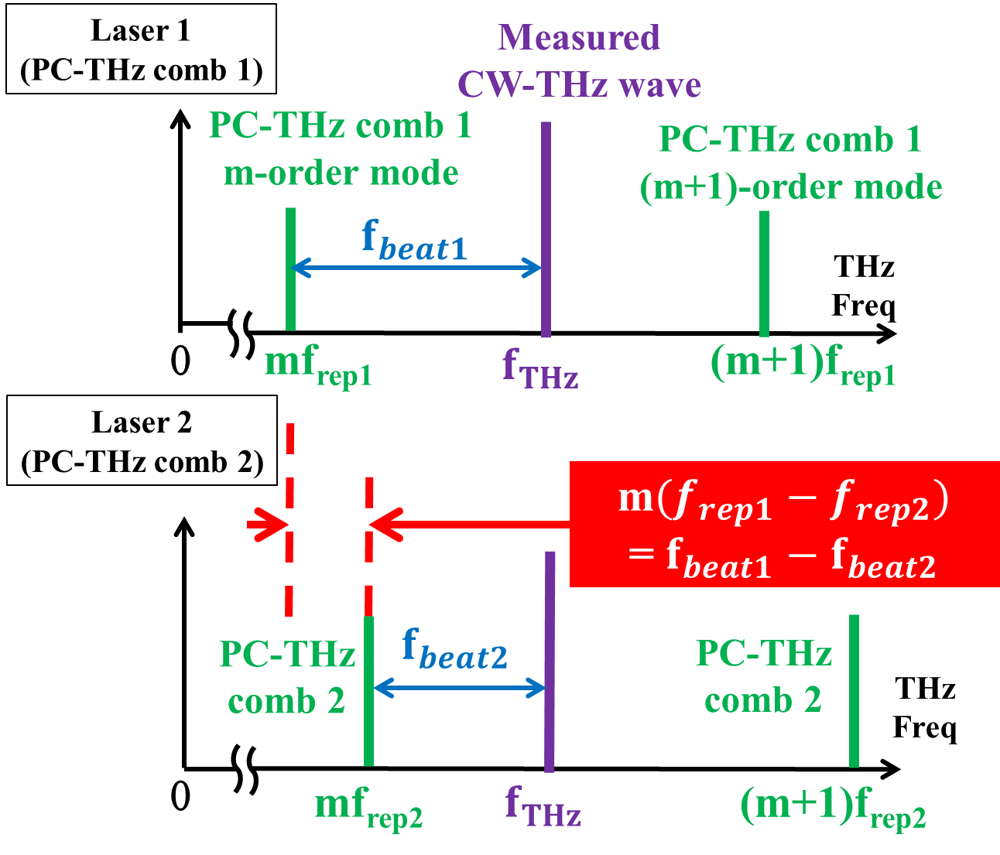 Laser 1
(PC-THz comb 1)
Measured
CW-THz wave
PC-THz comb 1
m-order mode
PC-THz comb 1
(m+1)-order mode
f_beat1
THz
Freq
0
mf_rep1
f_THz
(m+1)f_rep1
Laser 2
(PC-THz comb 2)
m(f_rep1 − f_rep2)
= f_beat1 − f_beat2
PC-THz
comb 2
f_beat2
PC-THz
comb 2
THz
Freq
0
mf_rep2
f_THz
(m+1)f_rep2